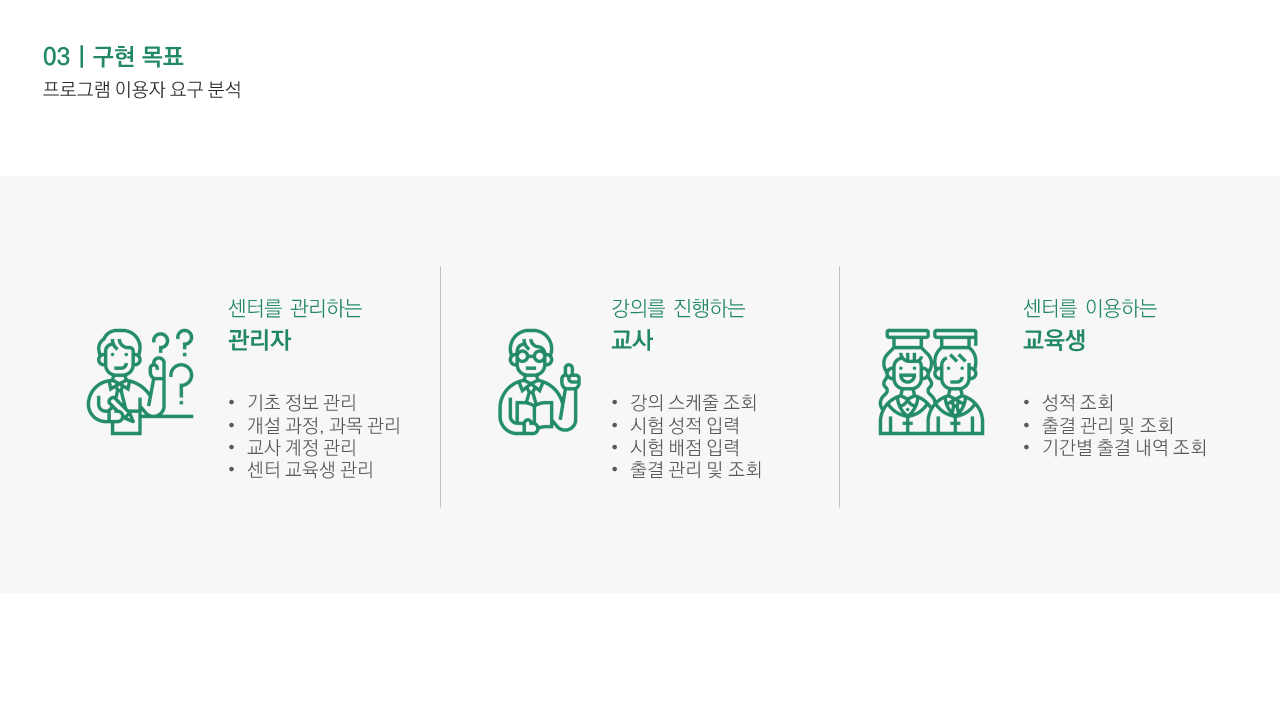 03 | 구현 목표
프로그램 이용자 요구 분석
센터를 관리하는
관리자
• 기초 정보 관리
• 개설 과정, 과목 관리
• 교사 계정 관리
• 센터 교육생 관리
강의를 진행하는
교사
• 강의 스케줄 조회
• 시험 성적 입력
• 시험 배점 입력
• 출결 관리 및 조회
센터를 이용하는
교육생
• 성적 조회
• 출결 관리 및 조회
• 기간별 출결 내역 조회